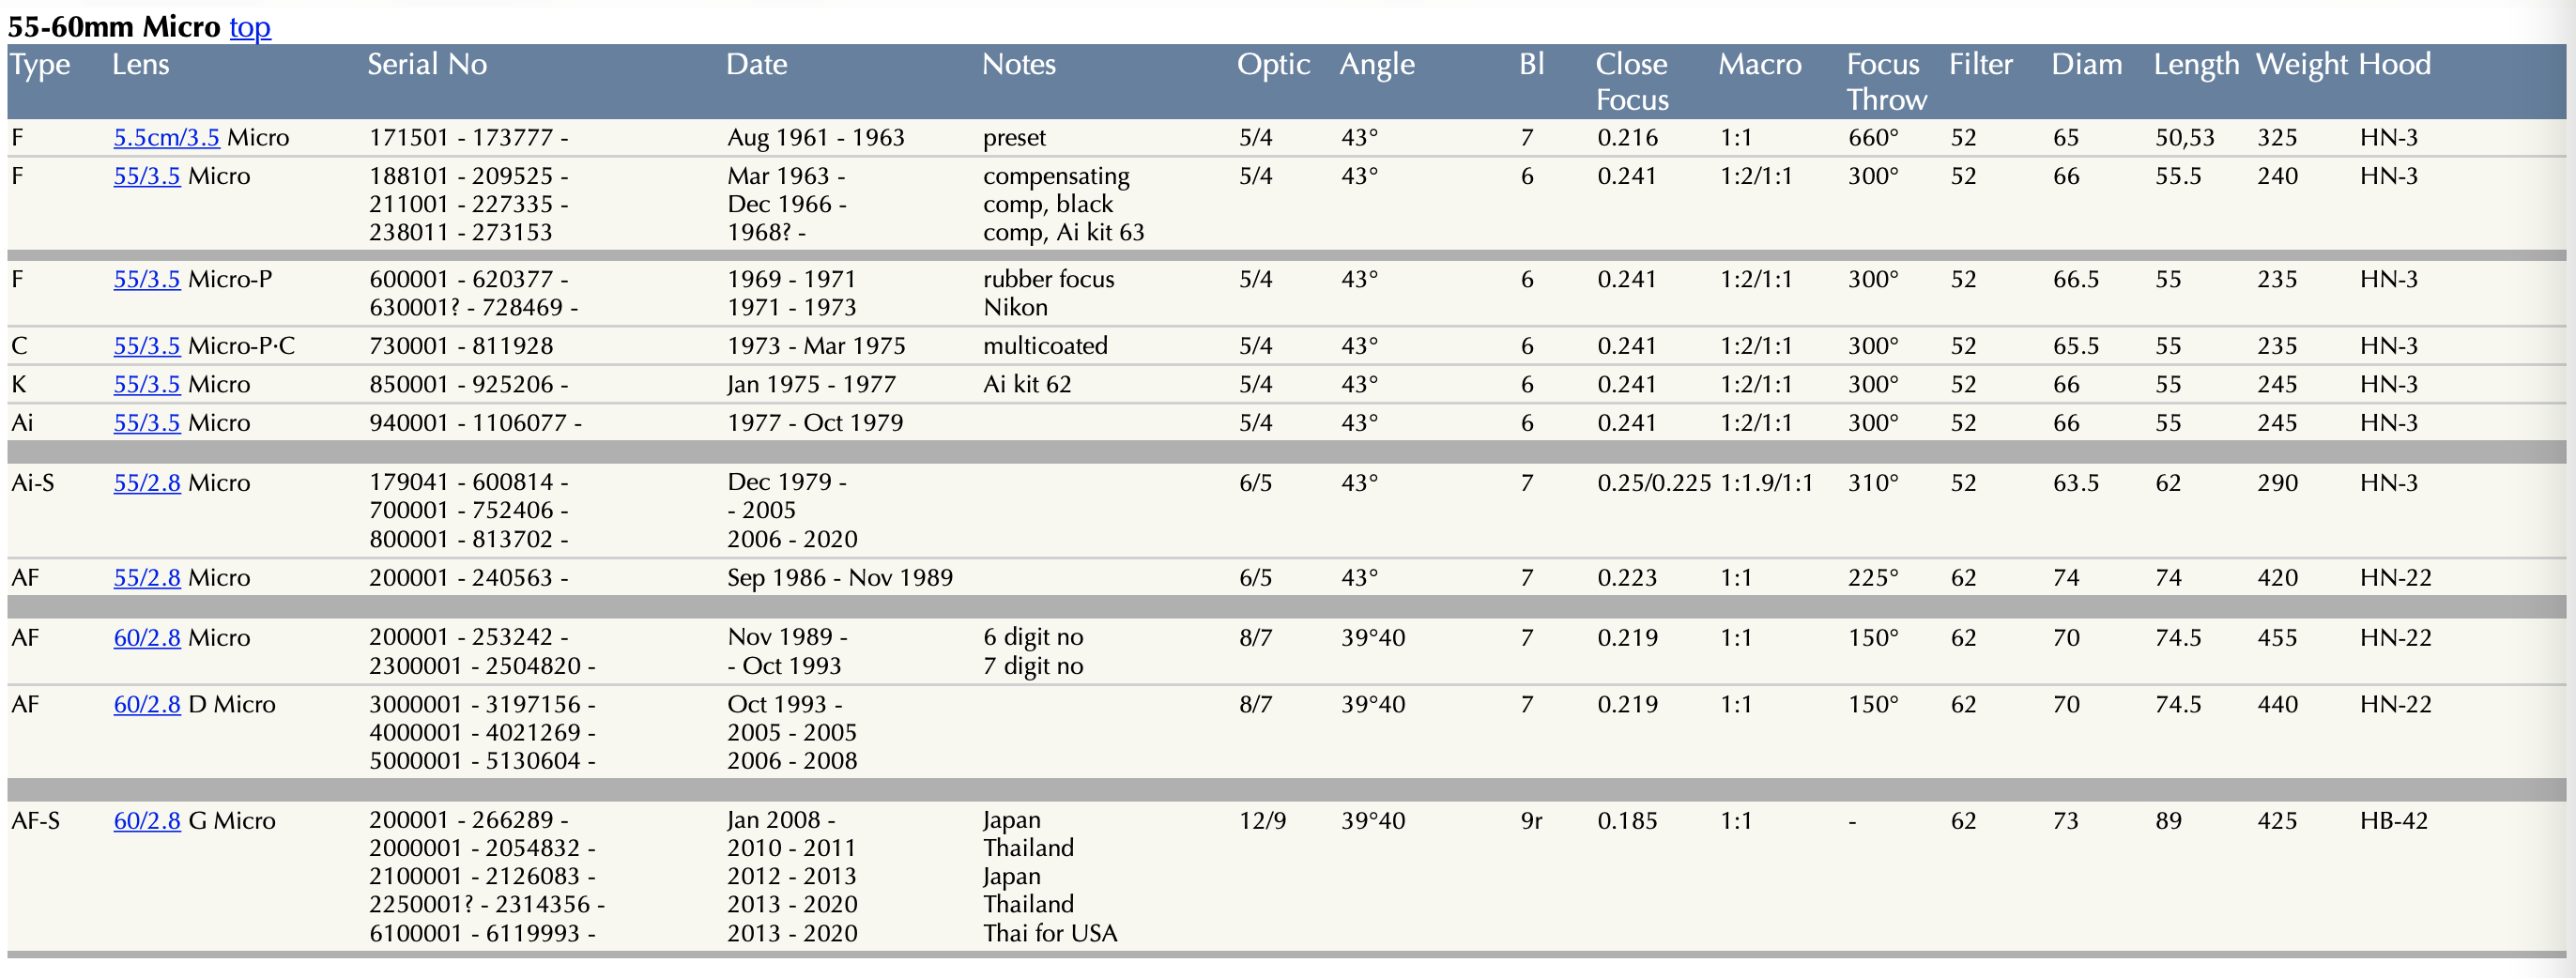 55-60mm Micro top
Type Lens Serial No Date Notes Optic Angle Bl Close Focus Macro Focus Throw Filter Diam Length Weight Hood
F 5.5cm/3.5 Micro 171501 - 173777 - Aug 1961 - 1963 preset 5/4 43° 7 0.216 1:1 660° 52 65 50,53 325 HN-3
F 55/3.5 Micro 188101 - 209525 - Mar 1963 - compensating 5/4 43° 6 0.241 1:2/1:1 300° 52 66 55.5 240 HN-3
211001 - 227335 - Dec 1966 - comp, black
238011 - 273153 1968? - comp, Ai kit 63
F 55/3.5 Micro-P 600001 - 620377 - 1969 - 1971 rubber focus 5/4 43° 6 0.241 1:2/1:1 300° 52 66.5 55 235 HN-3
630001? - 728469 - 1971 - 1973 Nikon
C 55/3.5 Micro-P·C 730001 - 811928 1973 - Mar 1975 multicoated 5/4 43° 6 0.241 1:2/1:1 300° 52 65.5 55 235 HN-3
K 55/3.5 Micro 850001 - 925206 - Jan 1975 - 1977 Ai kit 62 5/4 43° 6 0.241 1:2/1:1 300° 52 66 55 245 HN-3
Ai 55/3.5 Micro 940001 - 1106077 - 1977 - Oct 1979 5/4 43° 6 0.241 1:2/1:1 300° 52 66 55 245 HN-3
Ai-S 55/2.8 Micro 179041 - 600814 - Dec 1979 - 6/5 43° 7 0.25/0.225 1:1.9/1:1 310° 52 63.5 62 290 HN-3
700001 - 752406 - - 2005
800001 - 813702 - 2006 - 2020
AF 55/2.8 Micro 200001 - 240563 - Sep 1986 - Nov 1989 6/5 43° 7 0.223 1:1 225° 62 74 74 420 HN-22
AF 60/2.8 Micro 200001 - 253242 - Nov 1989 - 6 digit no 8/7 39°40 7 0.219 1:1 150° 62 70 74.5 455 HN-22
2300001 - 2504820 - - Oct 1993 7 digit no
AF 60/2.8 D Micro 3000001 - 3197156 - Oct 1993 - 8/7 39°40 7 0.219 1:1 150° 62 70 74.5 440 HN-22
4000001 - 4021269 - 2005 - 2005
5000001 - 5130604 - 2006 - 2008
AF-S 60/2.8 G Micro 200001 - 266289 - Jan 2008 - Japan 12/9 39°40 9r 0.185 1:1 - 62 73 89 425 HB-42
2000001 - 2054832 - 2010 - 2011 Thailand
2100001 - 2126083 - 2012 - 2013 Japan
2250001? - 2314356 - 2013 - 2020 Thailand
6100001 - 6119993 - 2013 - 2020 Thai for USA